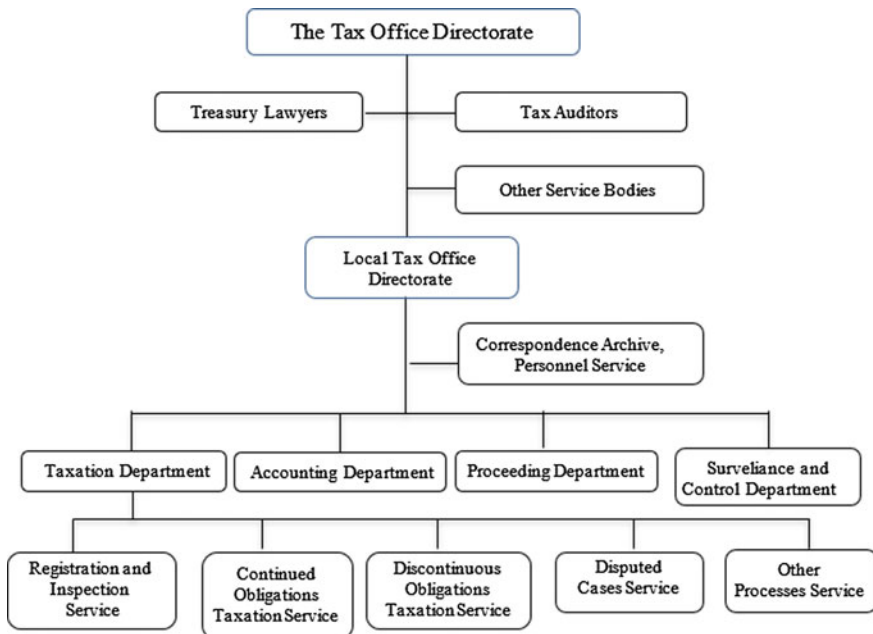 The Tax Office Directorate
Treasury Lawyers
Tax Auditors
Other Service Bodies
Local Tax Office
Directorate
Correspondence Archive,
Personnel Service
Taxation Department
Accounting Department
Proceeding Department
Surveliance and
Control Department
Registration and
Inspection
Service
Continued
Obligations
Taxation Service
Discontinuous
Obligations
Taxation Service
Disputed
Cases Service
Other
Processes Service